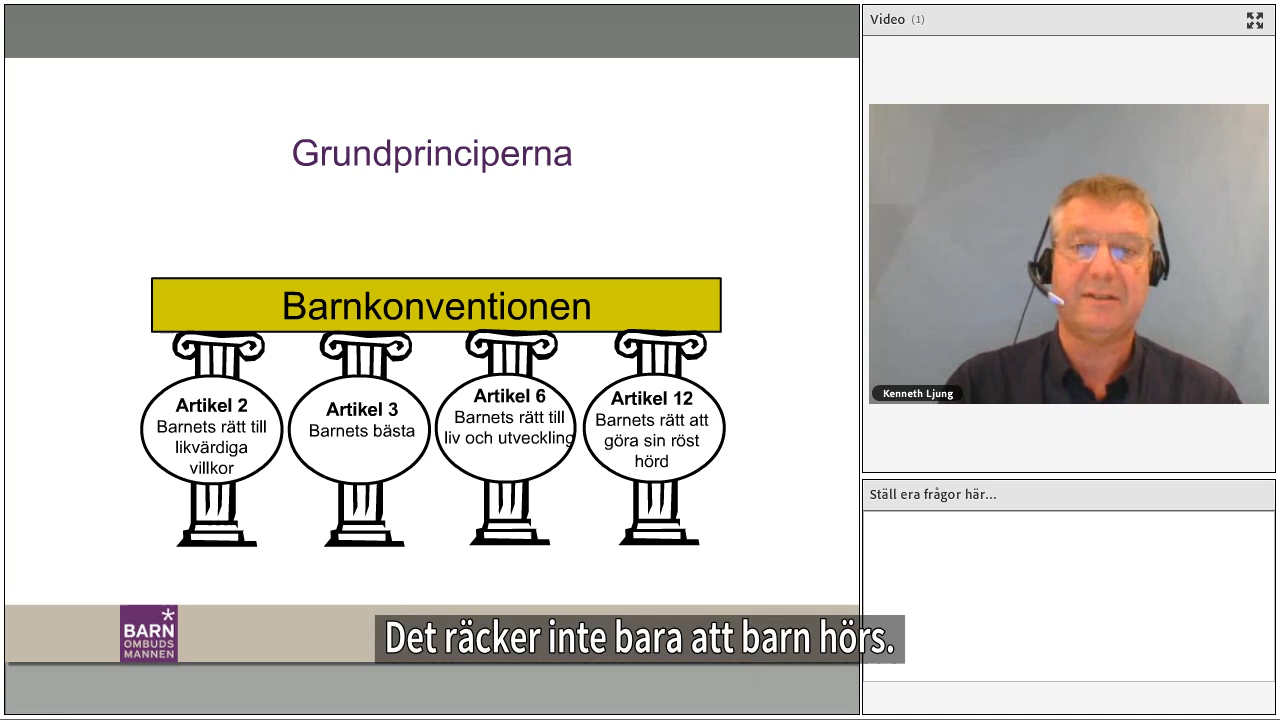 Grundprinciperna
Barnkonventionen
Artikel 2
Barnets rätt till
likvärdiga
villkor
Artikel 3
Barnets bästa
Artikel 6
Barnets rätt till
liv och utveckling
Artikel 12
Barnets rätt att
göra sin röst
hörd
BARN
OMBUDS
MANNEN
Det räcker inte bara att barn hörs.
Video (1)
Kenneth Ljung
Ställ era frågor här...